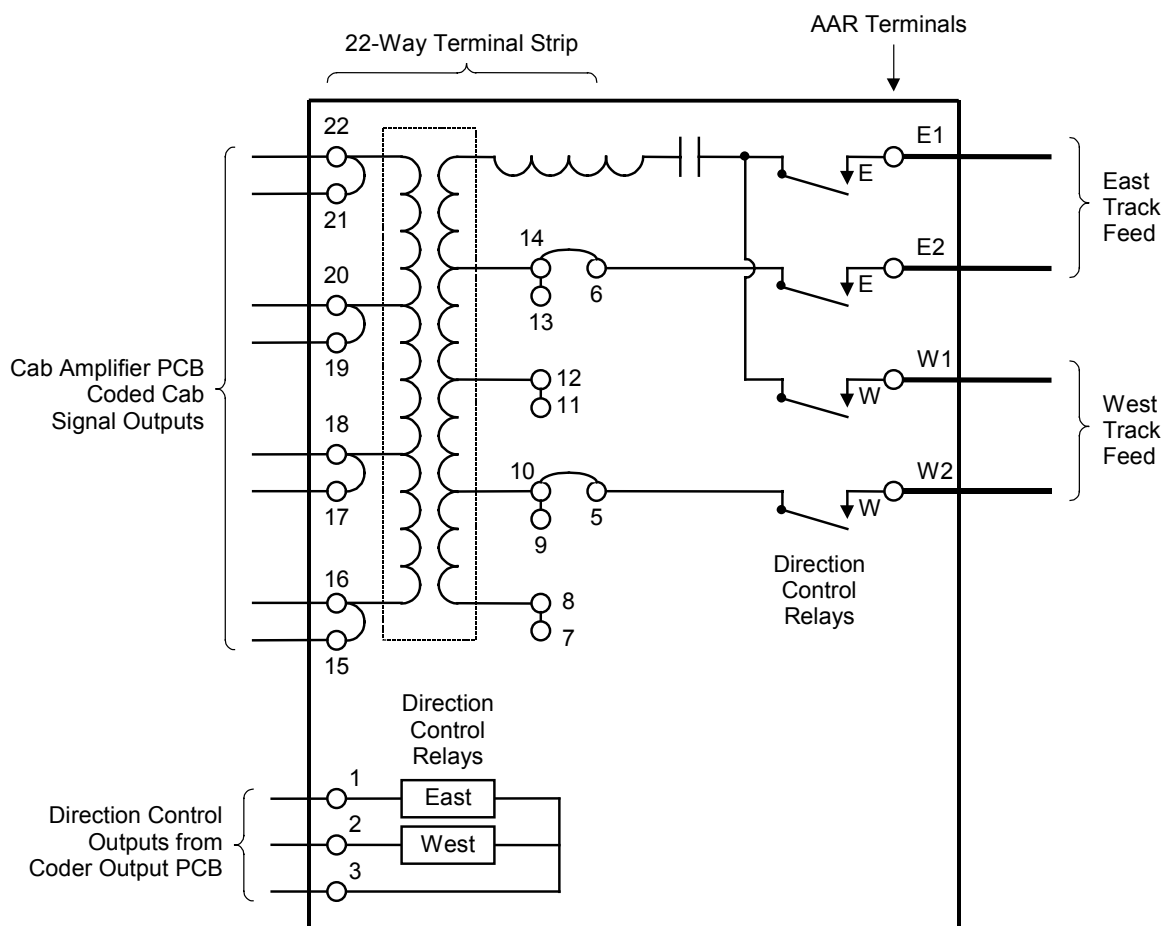 AAR Terminals
22-Way Terminal Strip
22
21
20
19
18
17
16
15
14
6
13
12
11
10
5
9
8
7
E
E
W
W
E1
E2
W1
W2
East
Track
Feed
West
Track
Feed
Cab Amplifier PCB
Coded Cab
Signal Outputs
Direction
Control
Relays
Direction
Control
Relays
1
East
2
West
3
Direction Control
Outputs from
Coder Output PCB